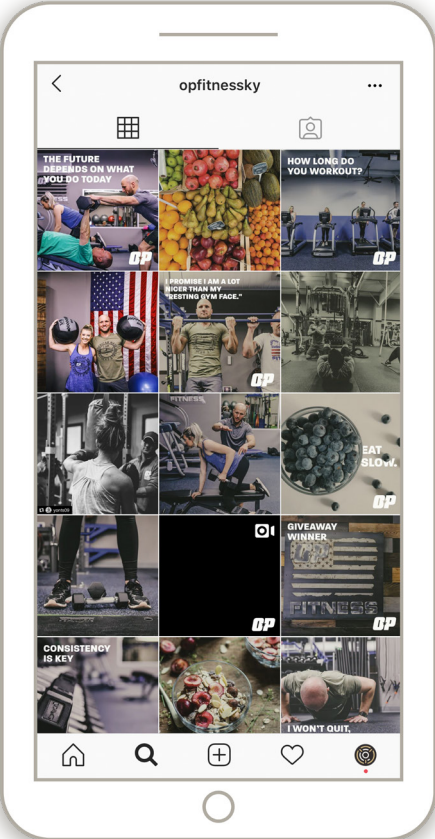 opfitnessky
THE FUTURE
DEPENDS ON WHAT
YOU DO TODAY
OP
HOW LONG DO
YOU WORKOUT?
OP
I PROMISE I AM A LOT
NICER THAN MY
"RESTING GYM FACE."
OP
FITNESS
EAT
SLOW.
OP
OP
GIVEAWAY
WINNER
FITNESS
OP
CONSISTENCY
IS KEY
I WON'T QUIT,